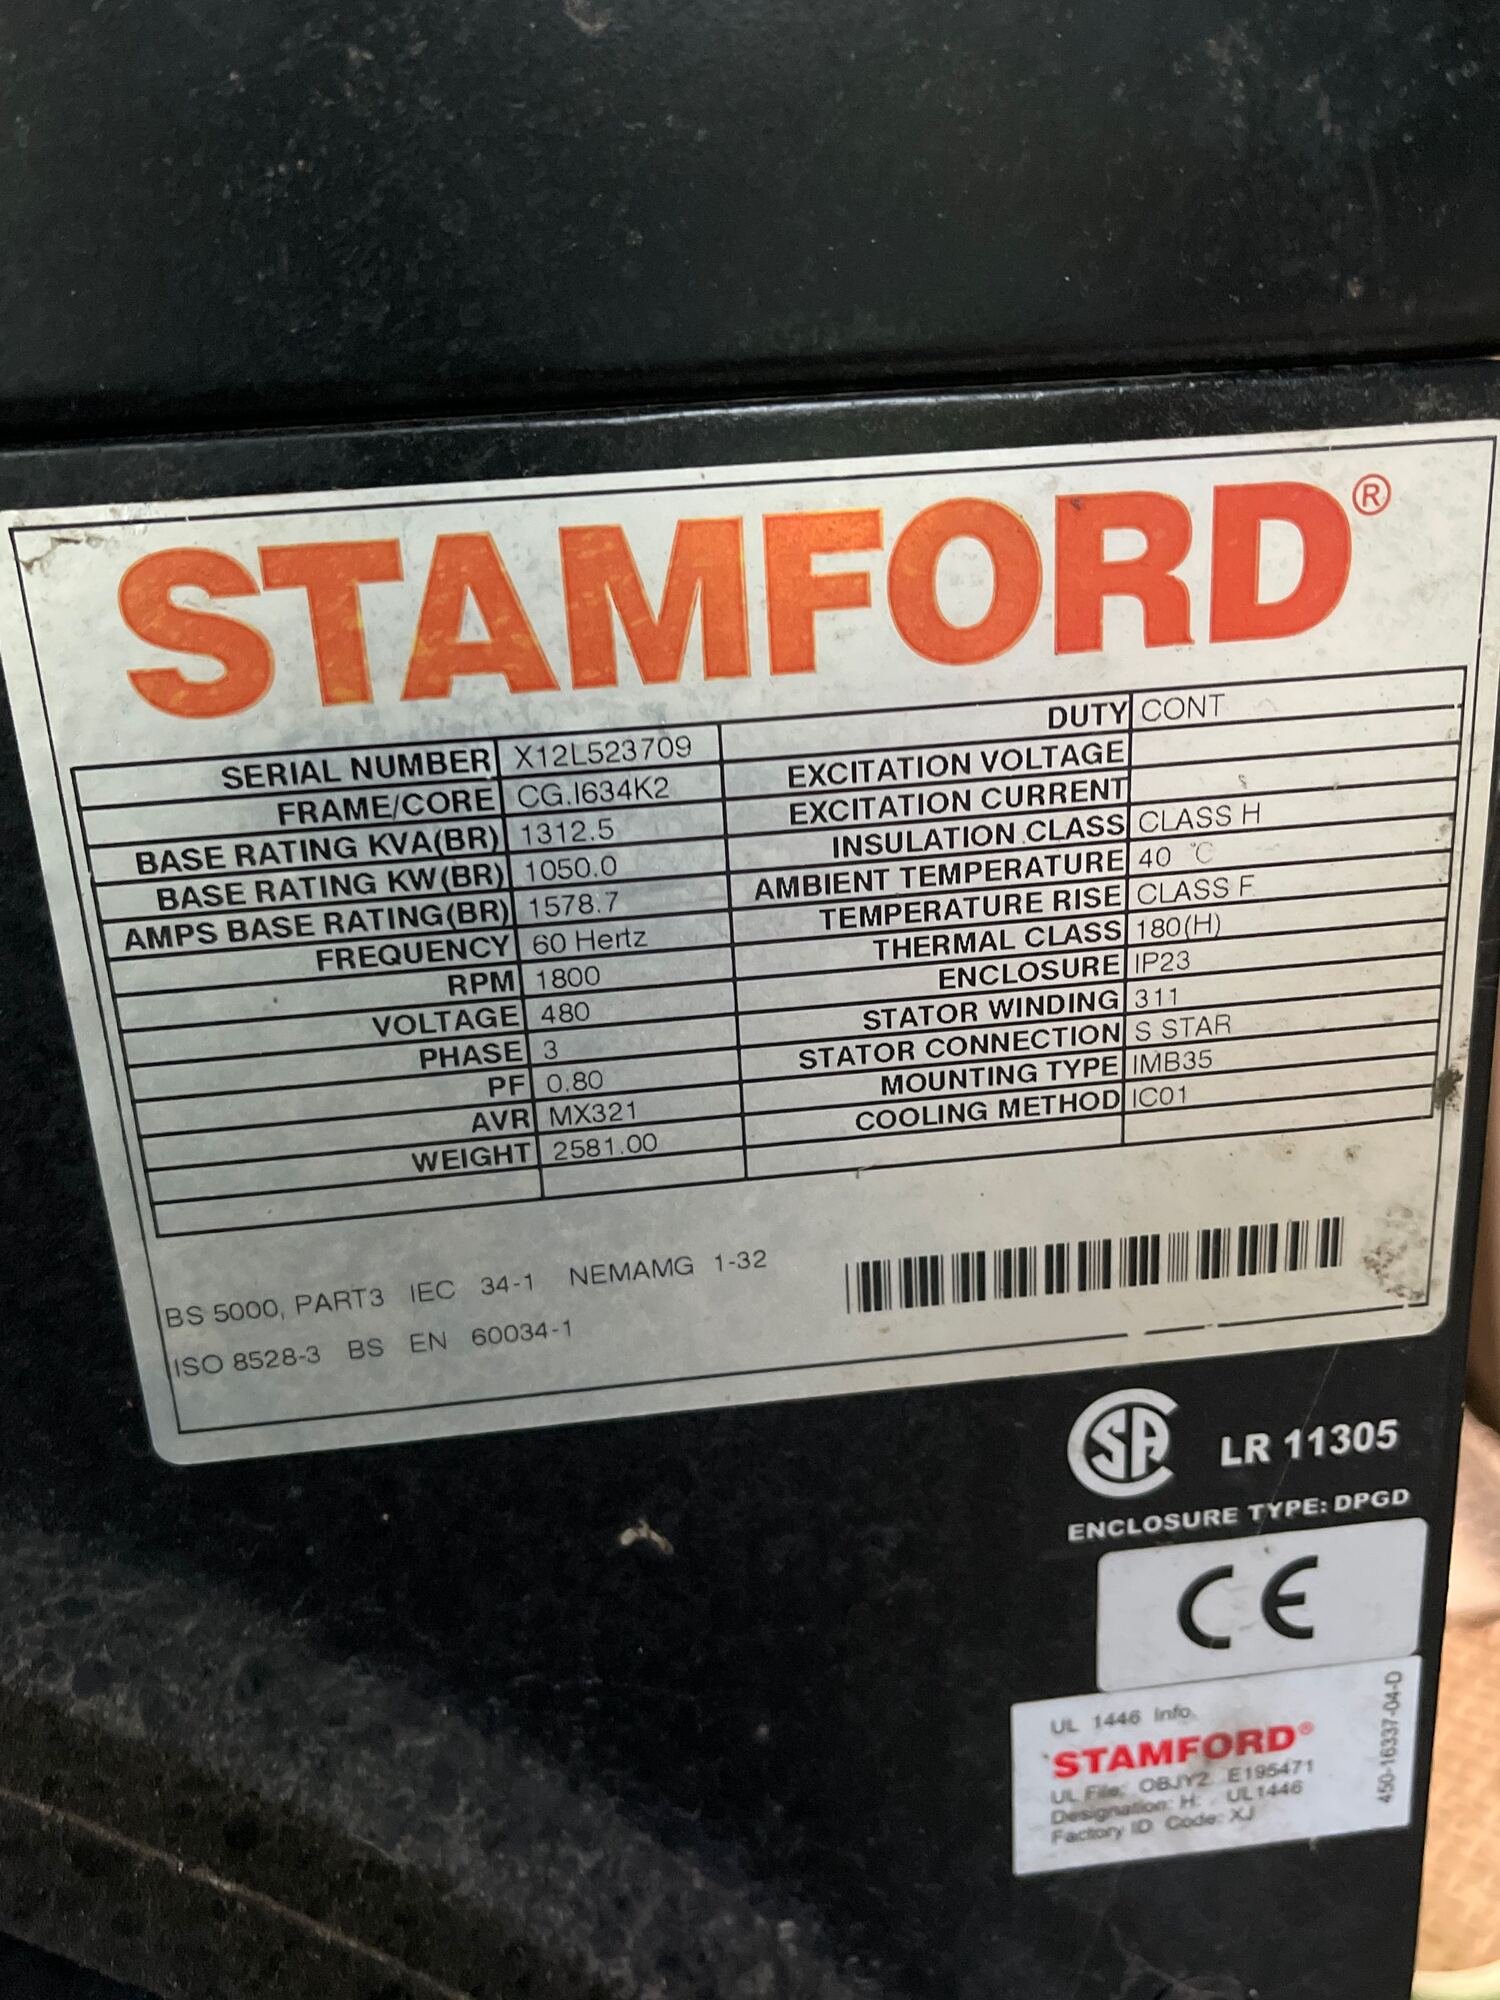 STAMFORD®
SERIAL NUMBER X12L523709
FRAME/CORE CG.I634K2
BASE RATING KVA(BR) 1312.5
BASE RATING KW(BR) 1050.0
AMPS BASE RATING(BR) 1578.7
FREQUENCY 60 Hertz
RPM 1800
VOLTAGE 480
PHASE 3
PF 0.80
AVR MX321
WEIGHT 2581.00
DUTY CONT
EXCITATION VOLTAGE
EXCITATION CURRENT
INSULATION CLASS CLASS H
AMBIENT TEMPERATURE 40 ℃
TEMPERATURE RISE CLASS F
THERMAL CLASS 180(H)
ENCLOSURE IP23
STATOR WINDING 311
STATOR CONNECTION S STAR
MOUNTING TYPE IMB35
COOLING METHOD IC01
BS 5000, PART3 IEC 34-1 NEMAMG 1-32
ISO 8528-3 BS EN 60034-1
SA LR 11305
ENCLOSURE TYPE: DPGD
CE
UL 1446 Info.
STAMFORD®
UL File: OBJY2 E195471
Designation: H: UL1446
Factory ID Code: XJ
450-16337-04-D